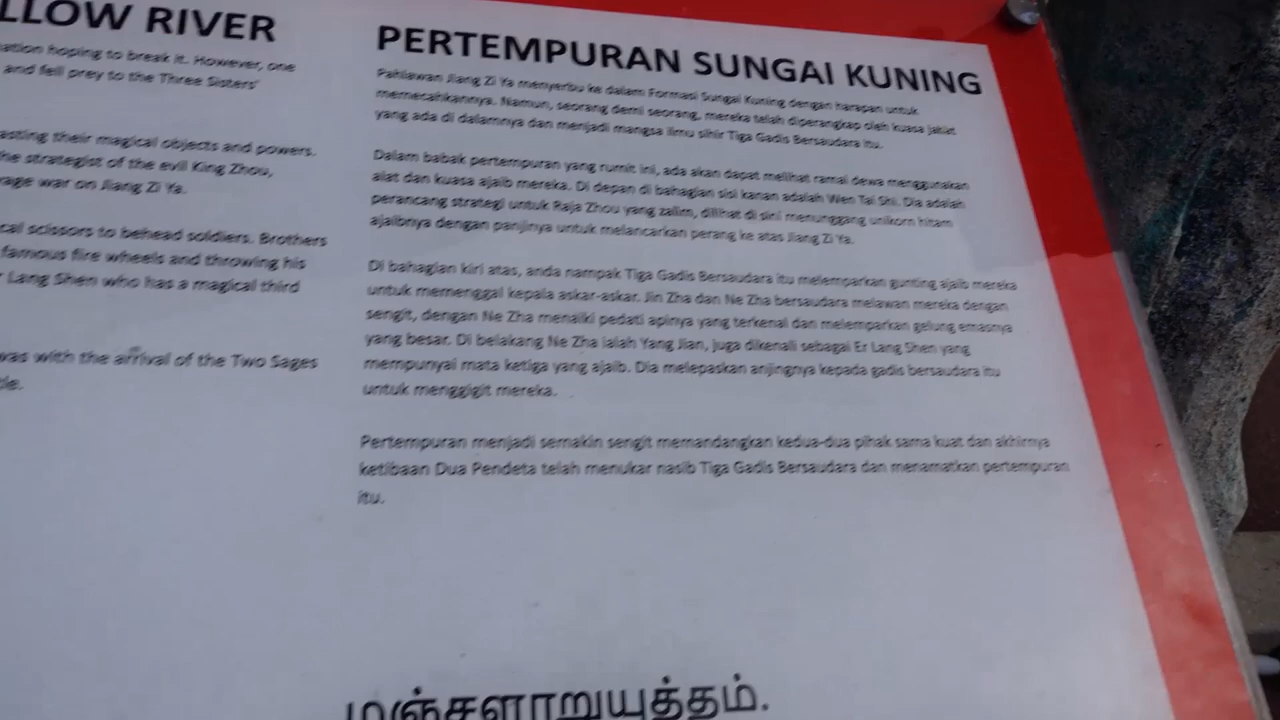 LLOW RIVER
ation hoping to break it. However, one
and fell prey to the Three Sisters'
asting their magical objects and powers.
he strategist of the evil King Zhou,
age war on Jiang Zi Ya.
cal scissors to behead soldiers. Brothers
famous fire wheels and throwing his
Lang Shen who has a magical third
was with the arrival of the Two Sages
tle.
PERTEMPURAN SUNGAI KUNING
Pahlawan Jiang Zi Ya menyerbu ke dalam Formasi Sungai Kuning dengan harapan untuk
memecahkannya. Namun, seorang demi seorang, mereka telah diperangkap oleh kuasa jahat
yang ada di dalamnya dan menjadi mangsa ilmu sihir Tiga Gadis Bersaudara itu.
Dalam babak pertempuran yang rumit ini, ada akan dapat melihat ramai dewa menggunakan
alat dan kuasa ajaib mereka. Di depan di bahagian sisi kanan adalah Wen Tai Shi. Dia adalah
perancang strategi untuk Raja Zhou yang zalim, dilihat di sini menunggang unikorn hitam
ajaibnya dengan panjinya untuk melancarkan perang ke atas Jiang Zi Ya.
Di bahagian kiri atas, anda nampak Tiga Gadis Bersaudara itu melemparkan gunting ajaib mereka
untuk memenggal kepala askar-askar. Jin Zha dan Ne Zha bersaudara melawan mereka dengan
sengit, dengan Ne Zha menaiki pedati apinya yang terkenal dan melemparkan gelung emasnya
yang besar. Di belakang Ne Zha ialah Yang Jian, juga dikenali sebagai Er Lang Shen yang
mempunyai mata ketiga yang ajaib. Dia melepaskan anjingnya kepada gadis bersaudara itu
untuk menggigit mereka.
Pertempuran menjadi semakin sengit memandangkan kedua-dua pihak sama kuat dan akhirnya
ketibaan Dua Pendeta telah menukar nasib Tiga Gadis Bersaudara dan menamatkan pertempuran
itu.
மஞ்சளாறுயுத்தம்.